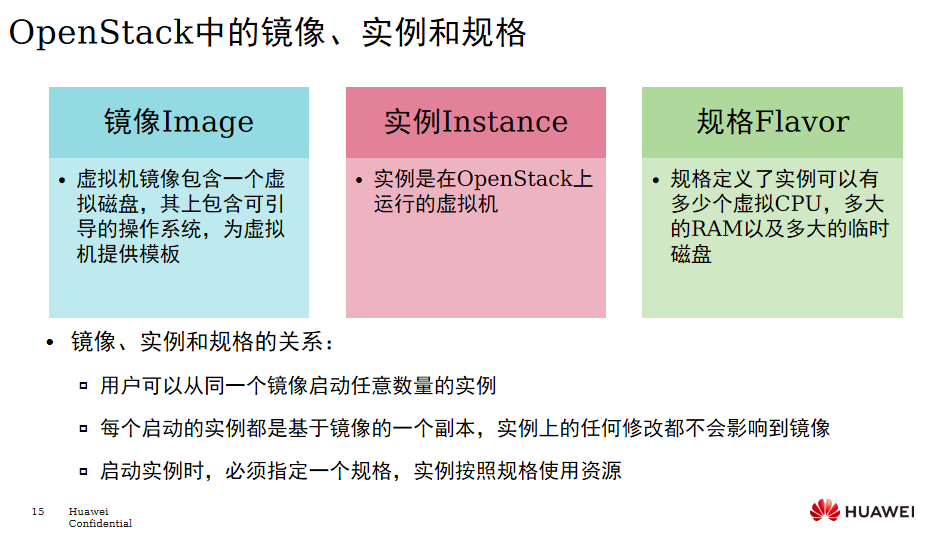 OpenStack中的镜像、实例和规格
镜像Image
• 虚拟机镜像包含一个虚
拟磁盘，其上包含可引
导的操作系统，为虚拟
机提供模板
实例Instance
• 实例是在OpenStack上
运行的虚拟机
规格Flavor
• 规格定义了实例可以有
多少个虚拟CPU，多大
的RAM以及多大的临时
磁盘
• 镜像、实例和规格的关系：
▫ 用户可以从同一个镜像启动任意数量的实例
▫ 每个启动的实例都是基于镜像的一个副本，实例上的任何修改都不会影响到镜像
▫ 启动实例时，必须指定一个规格，实例按照规格使用资源
15
Huawei
Confidential
HUAWEI